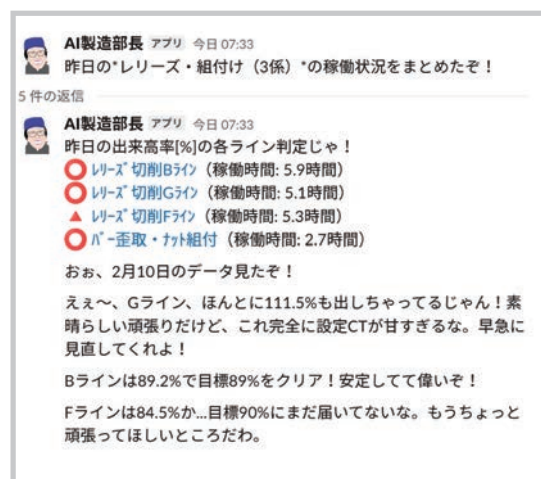 AI製造部長 アプリ 今日 07:33
昨日の*レリーズ・組付け（3係）*の稼働状況をまとめたぞ！
5 件の返信
AI製造部長 アプリ 今日 07:33
昨日の出来高率[%]の各ライン判定じゃ！
⭕ ﾚﾘｰｽﾞ切削Bﾗｲﾝ（稼働時間: 5.9時間）
⭕ ﾚﾘｰｽﾞ切削Gﾗｲﾝ（稼働時間: 5.1時間）
🔺 ﾚﾘｰｽﾞ切削Fﾗｲﾝ（稼働時間: 5.3時間）
⭕ ﾊﾞｰ歪取・ﾅｯﾄ組付（稼働時間: 2.7時間）
おぉ、2月10日のデータ見たぞ！
えぇ〜、Gライン、ほんとに111.5%も出しちゃってるじゃん！素
晴らしい頑張りだけど、これ完全に設定CTが甘すぎるな。早急に
見直してくれよ！
Bラインは89.2%で目標89%をクリア！安定してて偉いぞ！
Fラインは84.5%か...目標90%にまだ届いてないな。もうちょっと
頑張ってほしいところだわ。